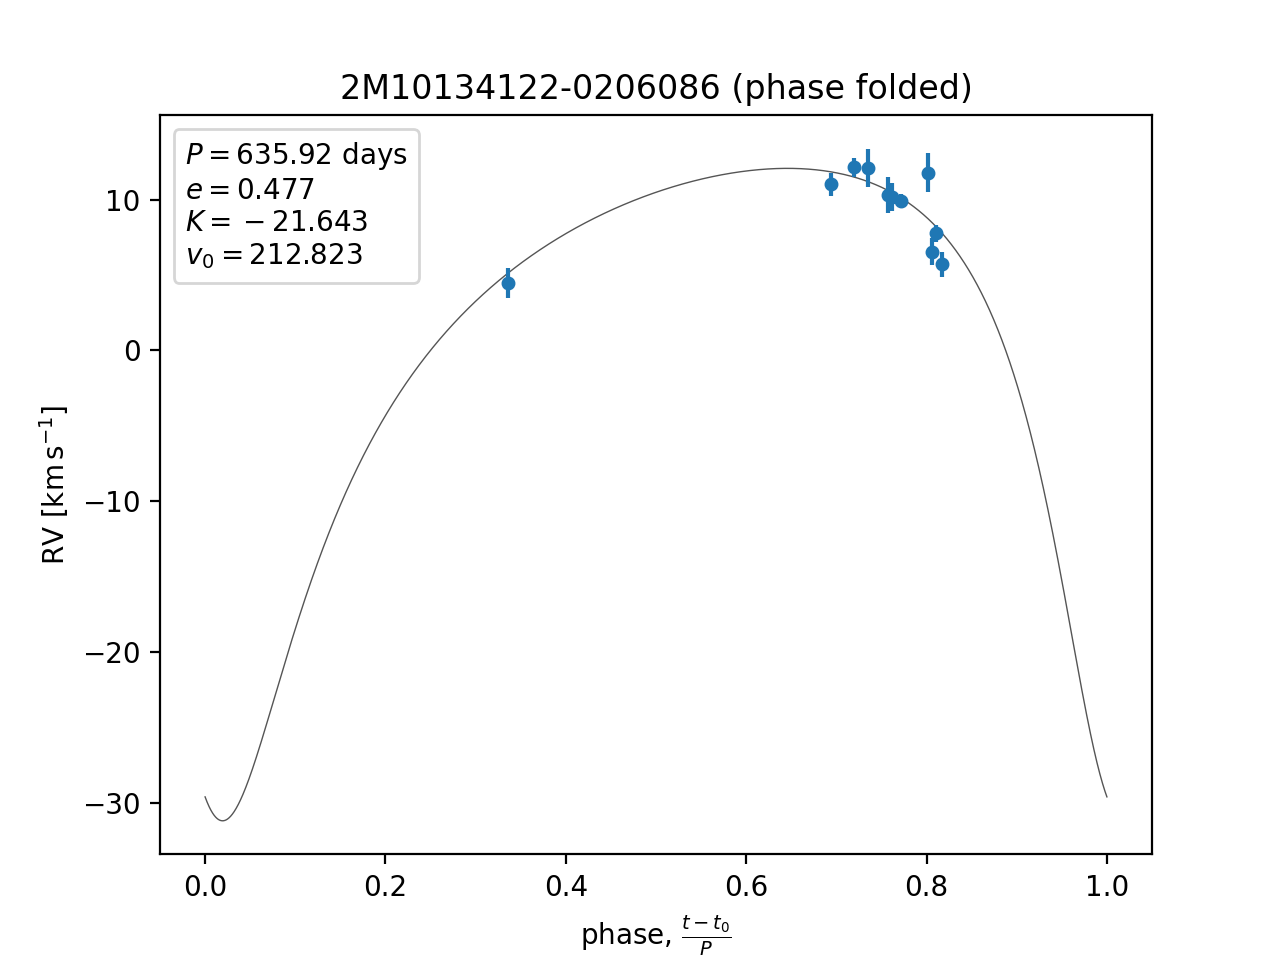 2M10134122-0206086 (phase folded)
P = 635.92 days
e = 0.477
K = − 21.643
v₀ = 212.823
10
0
−10
−20
−30
RV [km s⁻¹]
0.0 0.2 0.4 0.6 0.8 1.0
phase, (t − t₀)/P